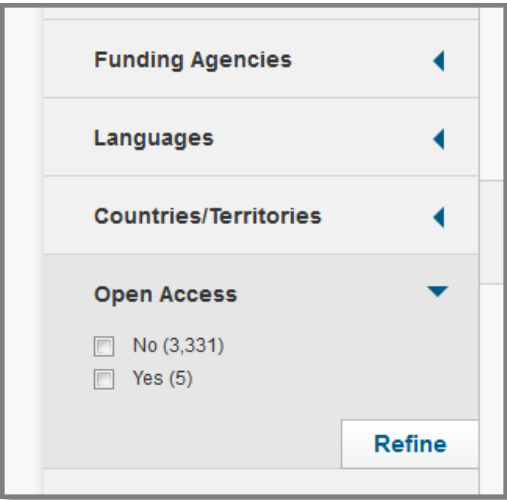 Funding Agencies
Languages
Countries/Territories
Open Access
No (3,331)
Yes (5)
Refine